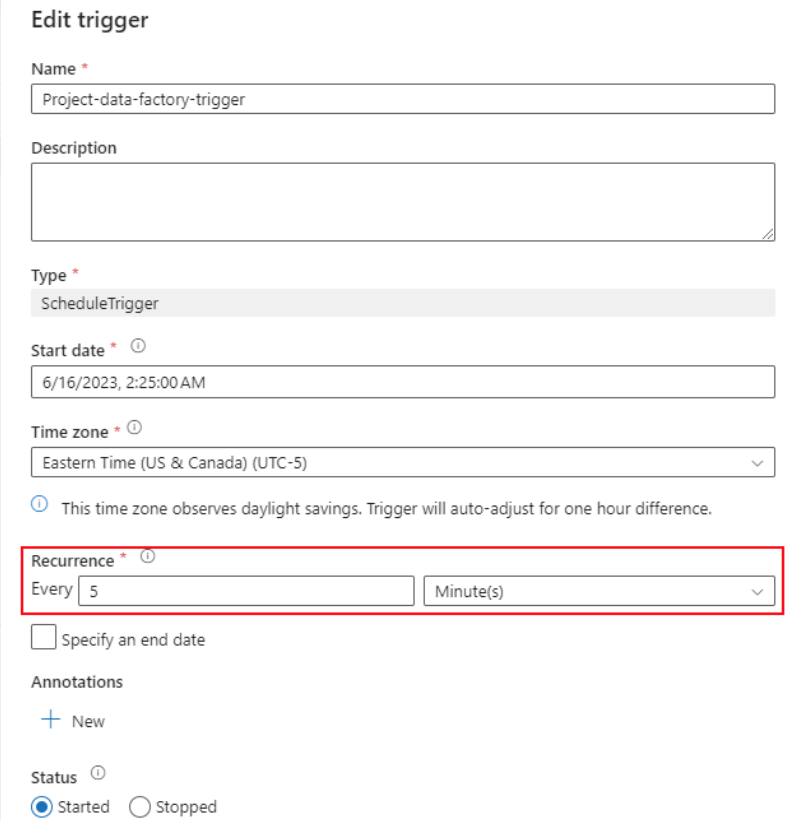 Edit trigger
Name *
Project-data-factory-trigger
Description
Type *
ScheduleTrigger
Start date *
6/16/2023, 2:25:00 AM
Time zone *
Eastern Time (US & Canada) (UTC-5)
This time zone observes daylight savings. Trigger will auto-adjust for one hour difference.
Recurrence *
Every 5 Minute(s)
Specify an end date
Annotations
New
Status
Started Stopped